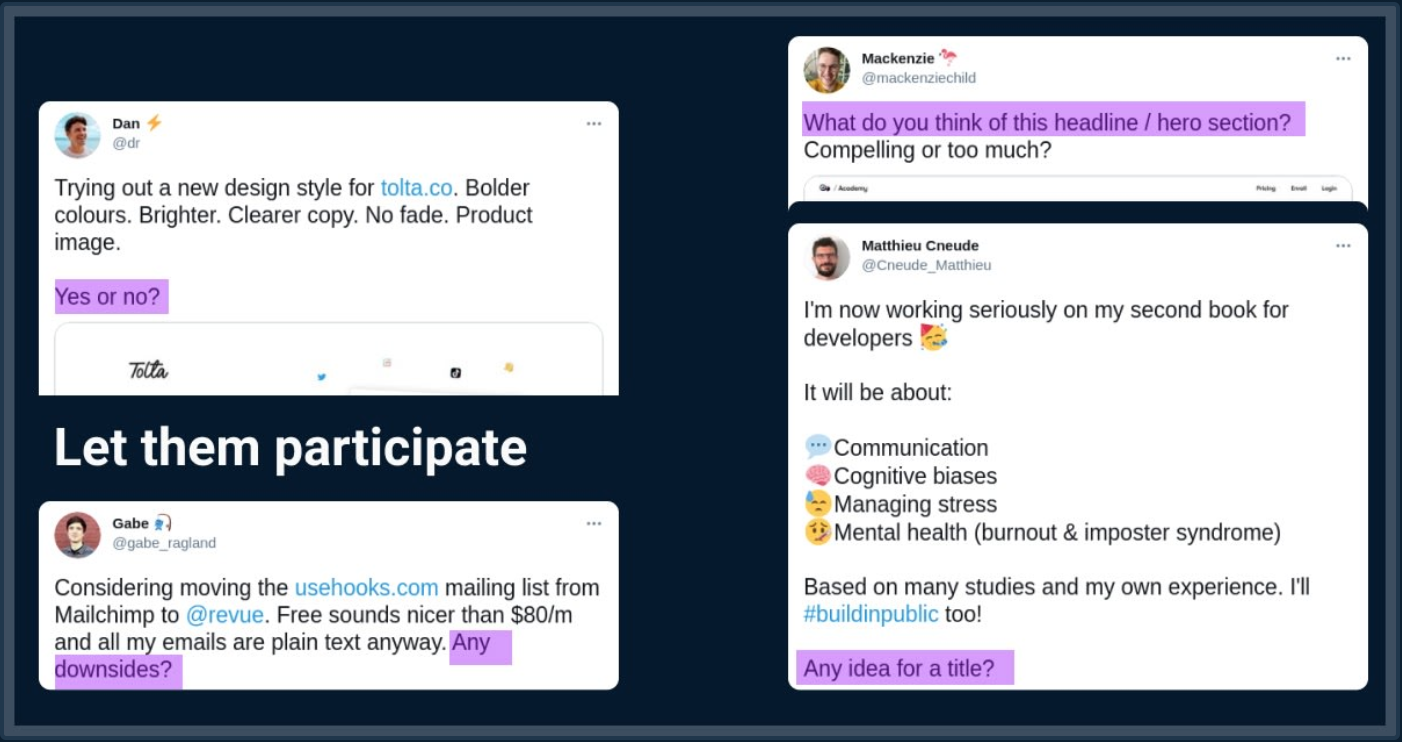 Dan ⚡
@dr
Trying out a new design style for tolta.co. Bolder
colours. Brighter. Clearer copy. No fade. Product
image.
Yes or no?
Tolta
Let them participate
Gabe
@gabe_ragland
Considering moving the usehooks.com mailing list from
Mailchimp to @revue. Free sounds nicer than $80/m
and all my emails are plain text anyway. Any
downsides?
Mackenzie 🦩
@mackenziechild
What do you think of this headline / hero section?
Compelling or too much?
/ Academy
Pricing Enroll Login
Matthieu Cneude
@Cneude_Matthieu
I'm now working seriously on my second book for
developers 🥳
It will be about:
💬Communication
🧠Cognitive biases
😓Managing stress
🤒Mental health (burnout & imposter syndrome)
Based on many studies and my own experience. I'll
#buildinpublic too!
Any idea for a title?